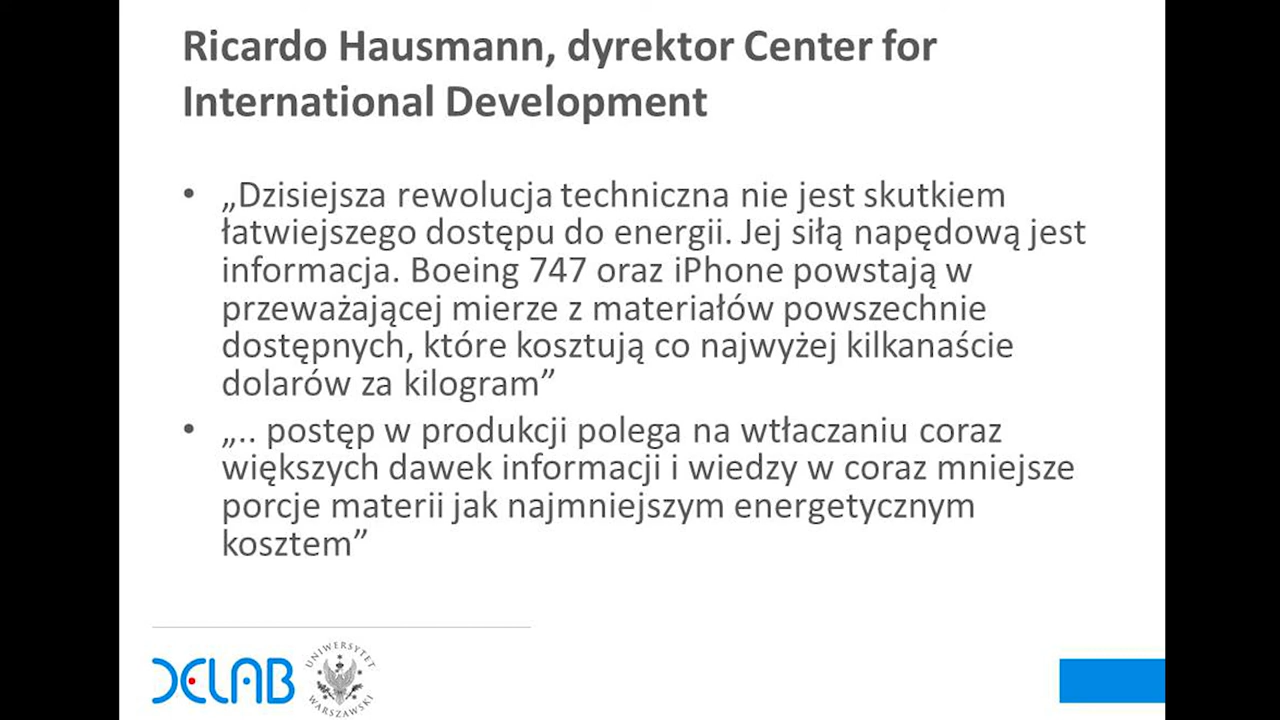 Ricardo Hausmann, dyrektor Center for
International Development
• „Dzisiejsza rewolucja techniczna nie jest skutkiem
łatwiejszego dostępu do energii. Jej siłą napędową jest
informacja. Boeing 747 oraz iPhone powstają w
przeważającej mierze z materiałów powszechnie
dostępnych, które kosztują co najwyżej kilkanaście
dolarów za kilogram”
• „.. postęp w produkcji polega na wtłaczaniu coraz
większych dawek informacji i wiedzy w coraz mniejsze
porcje materii jak najmniejszym energetycznym
kosztem”
DELAB
UNIWERSYTET
WARSZAWSKI